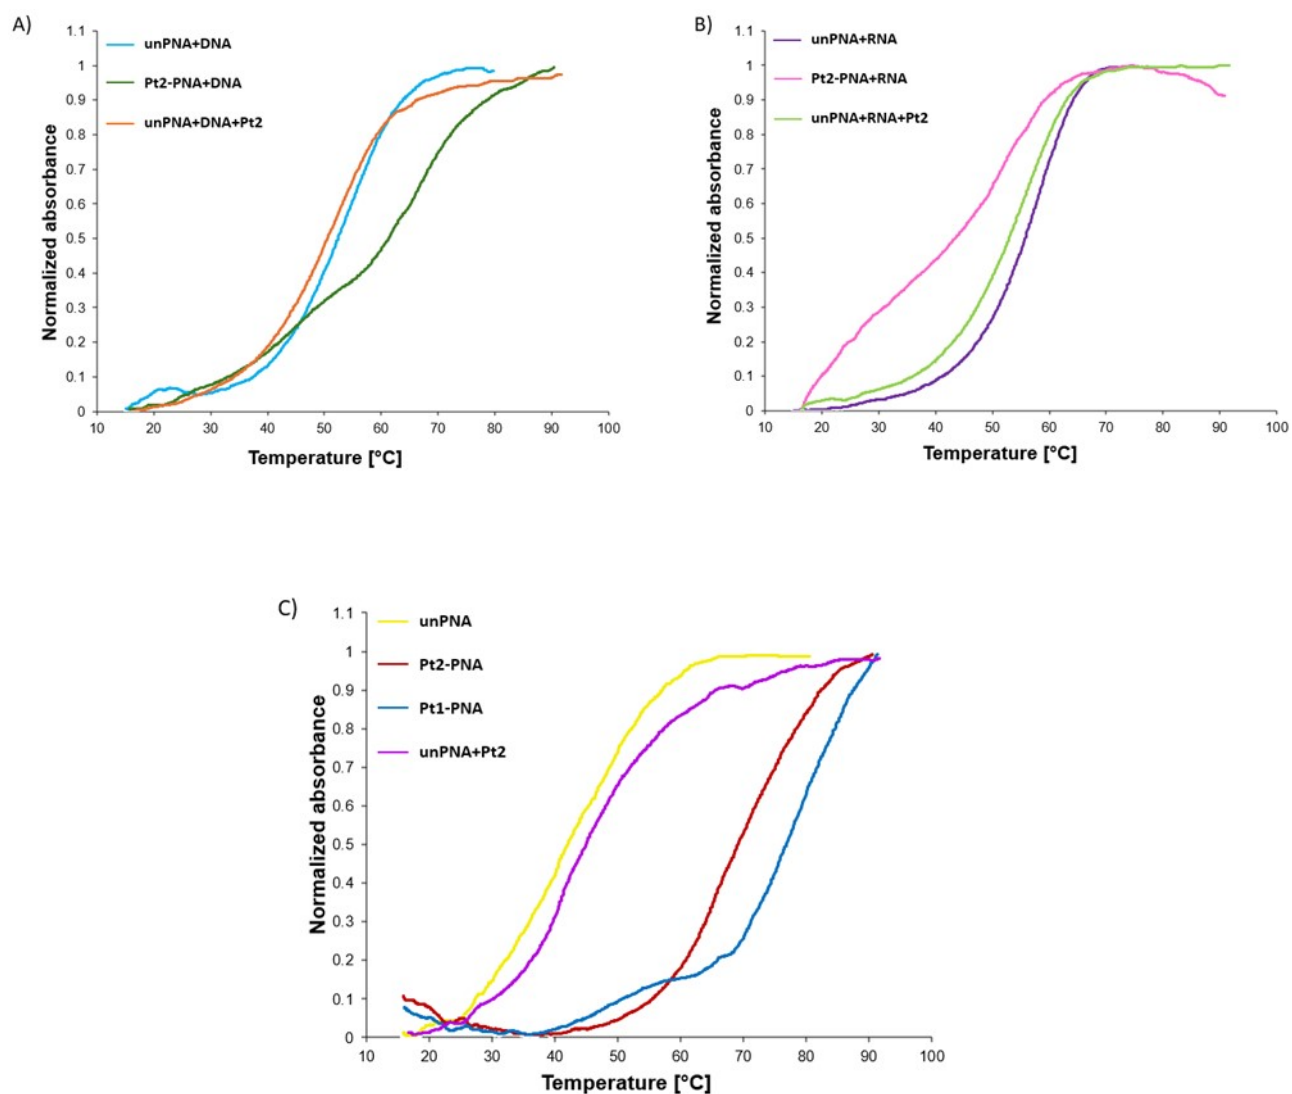 A)
1.1
1
0.9
0.8
0.7
0.6
0.5
0.4
0.3
0.2
0.1
0
Normalized absorbance
unPNA+DNA
Pt2-PNA+DNA
unPNA+DNA+Pt2
10 20 30 40 50 60 70 80 90 100
Temperature [°C]
B)
1.1
1
0.9
0.8
0.7
0.6
0.5
0.4
0.3
0.2
0.1
0
Normalized absorbance
unPNA+RNA
Pt2-PNA+RNA
unPNA+RNA+Pt2
10 20 30 40 50 60 70 80 90 100
Temperature [°C]
C)
1.1
1
0.9
0.8
0.7
0.6
0.5
0.4
0.3
0.2
0.1
0
Normalized absorbance
unPNA
Pt2-PNA
Pt1-PNA
unPNA+Pt2
10 20 30 40 50 60 70 80 90 100
Temperature [°C]